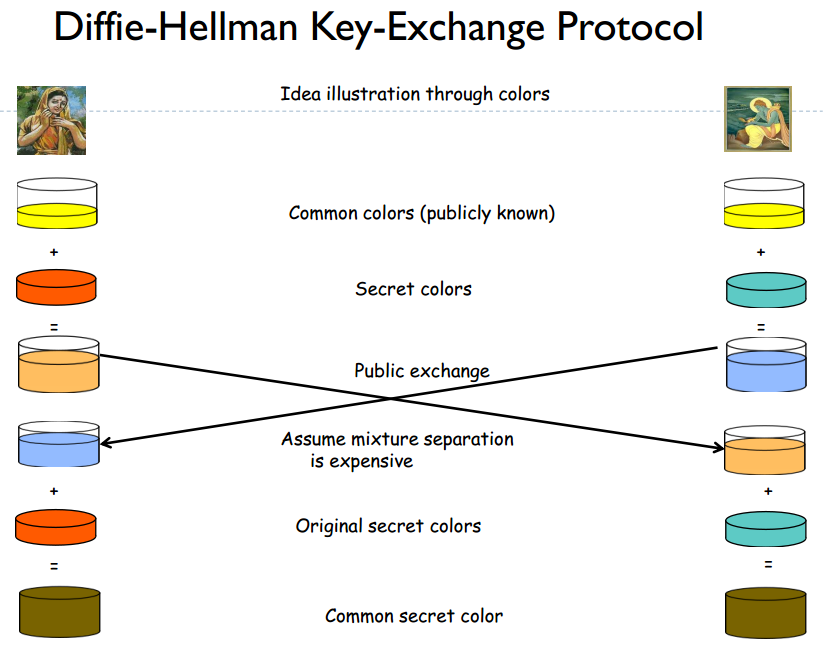 Diffie-Hellman Key-Exchange Protocol
Idea illustration through colors
Common colors (publicly known)
+
+
Secret colors
=
=
Public exchange
Assume mixture separation
is expensive
+
+
Original secret colors
=
=
Common secret color